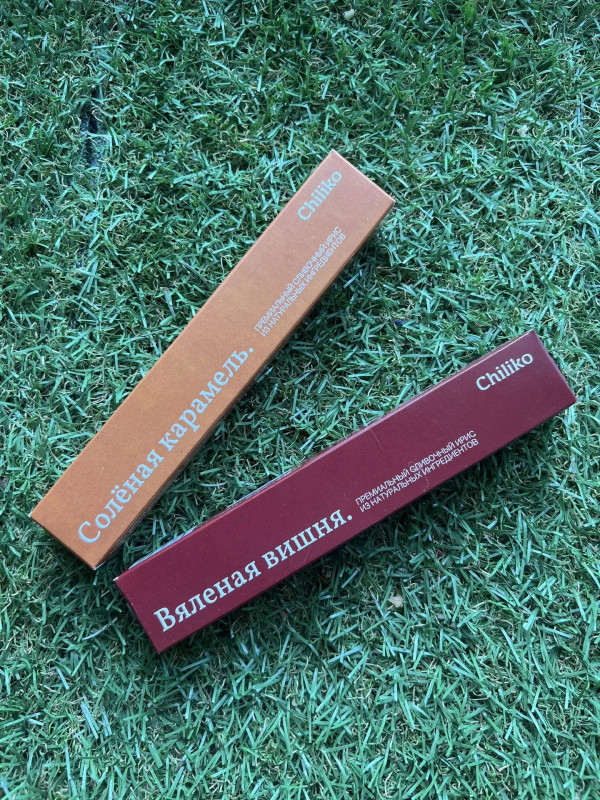 Солёная карамель.
ПРЕМИАЛЬНЫЙ СЛИВОЧНЫЙ ИРИС
ИЗ НАТУРАЛЬНЫХ ИНГРЕДИЕНТОВ
Chiliko
Вяленая вишня.
ПРЕМИАЛЬНЫЙ СЛИВОЧНЫЙ ИРИС
ИЗ НАТУРАЛЬНЫХ ИНГРЕДИЕНТОВ
Chiliko